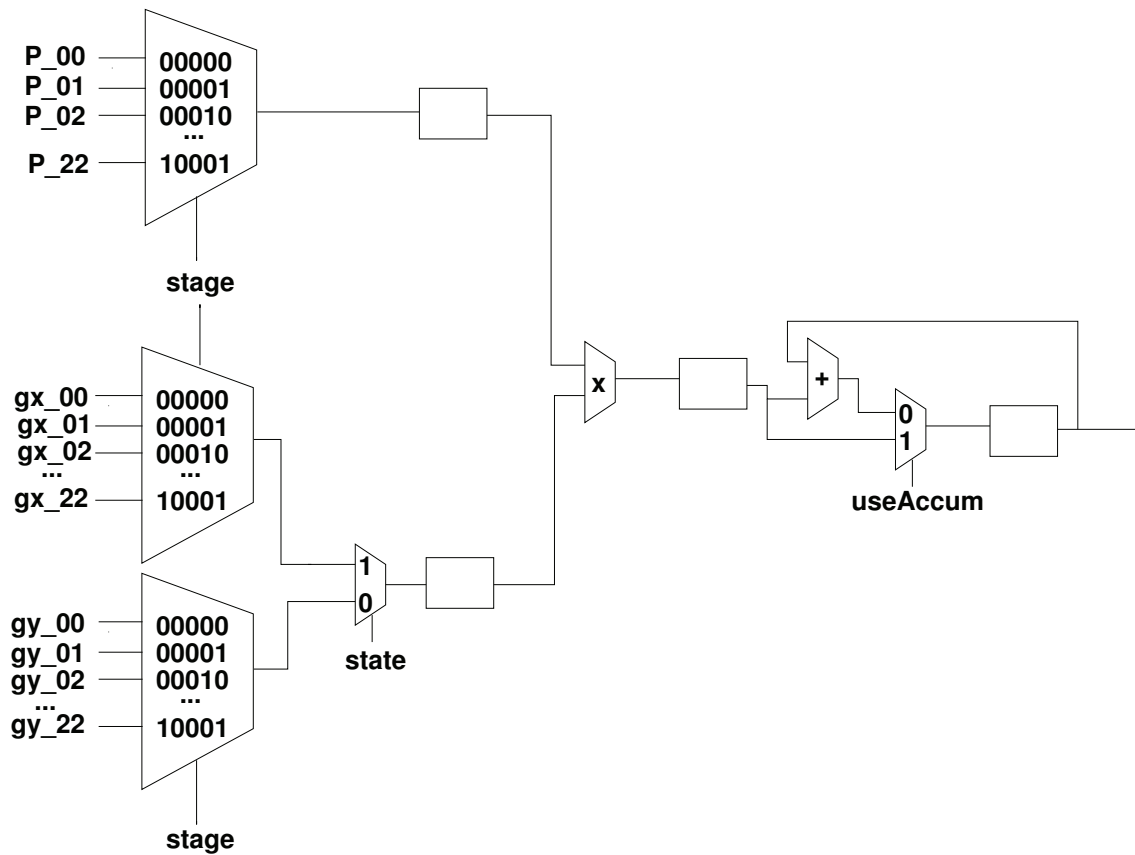 P_00 00000
P_01 00001
P_02 00010
...
P_22 10001
stage
gx_00 00000
gx_01 00001
gx_02 00010
... ...
gx_22 10001
x
+
0
1
useAccum
1
0
state
gy_00 00000
gy_01 00001
gy_02 00010
... ...
gy_22 10001
stage